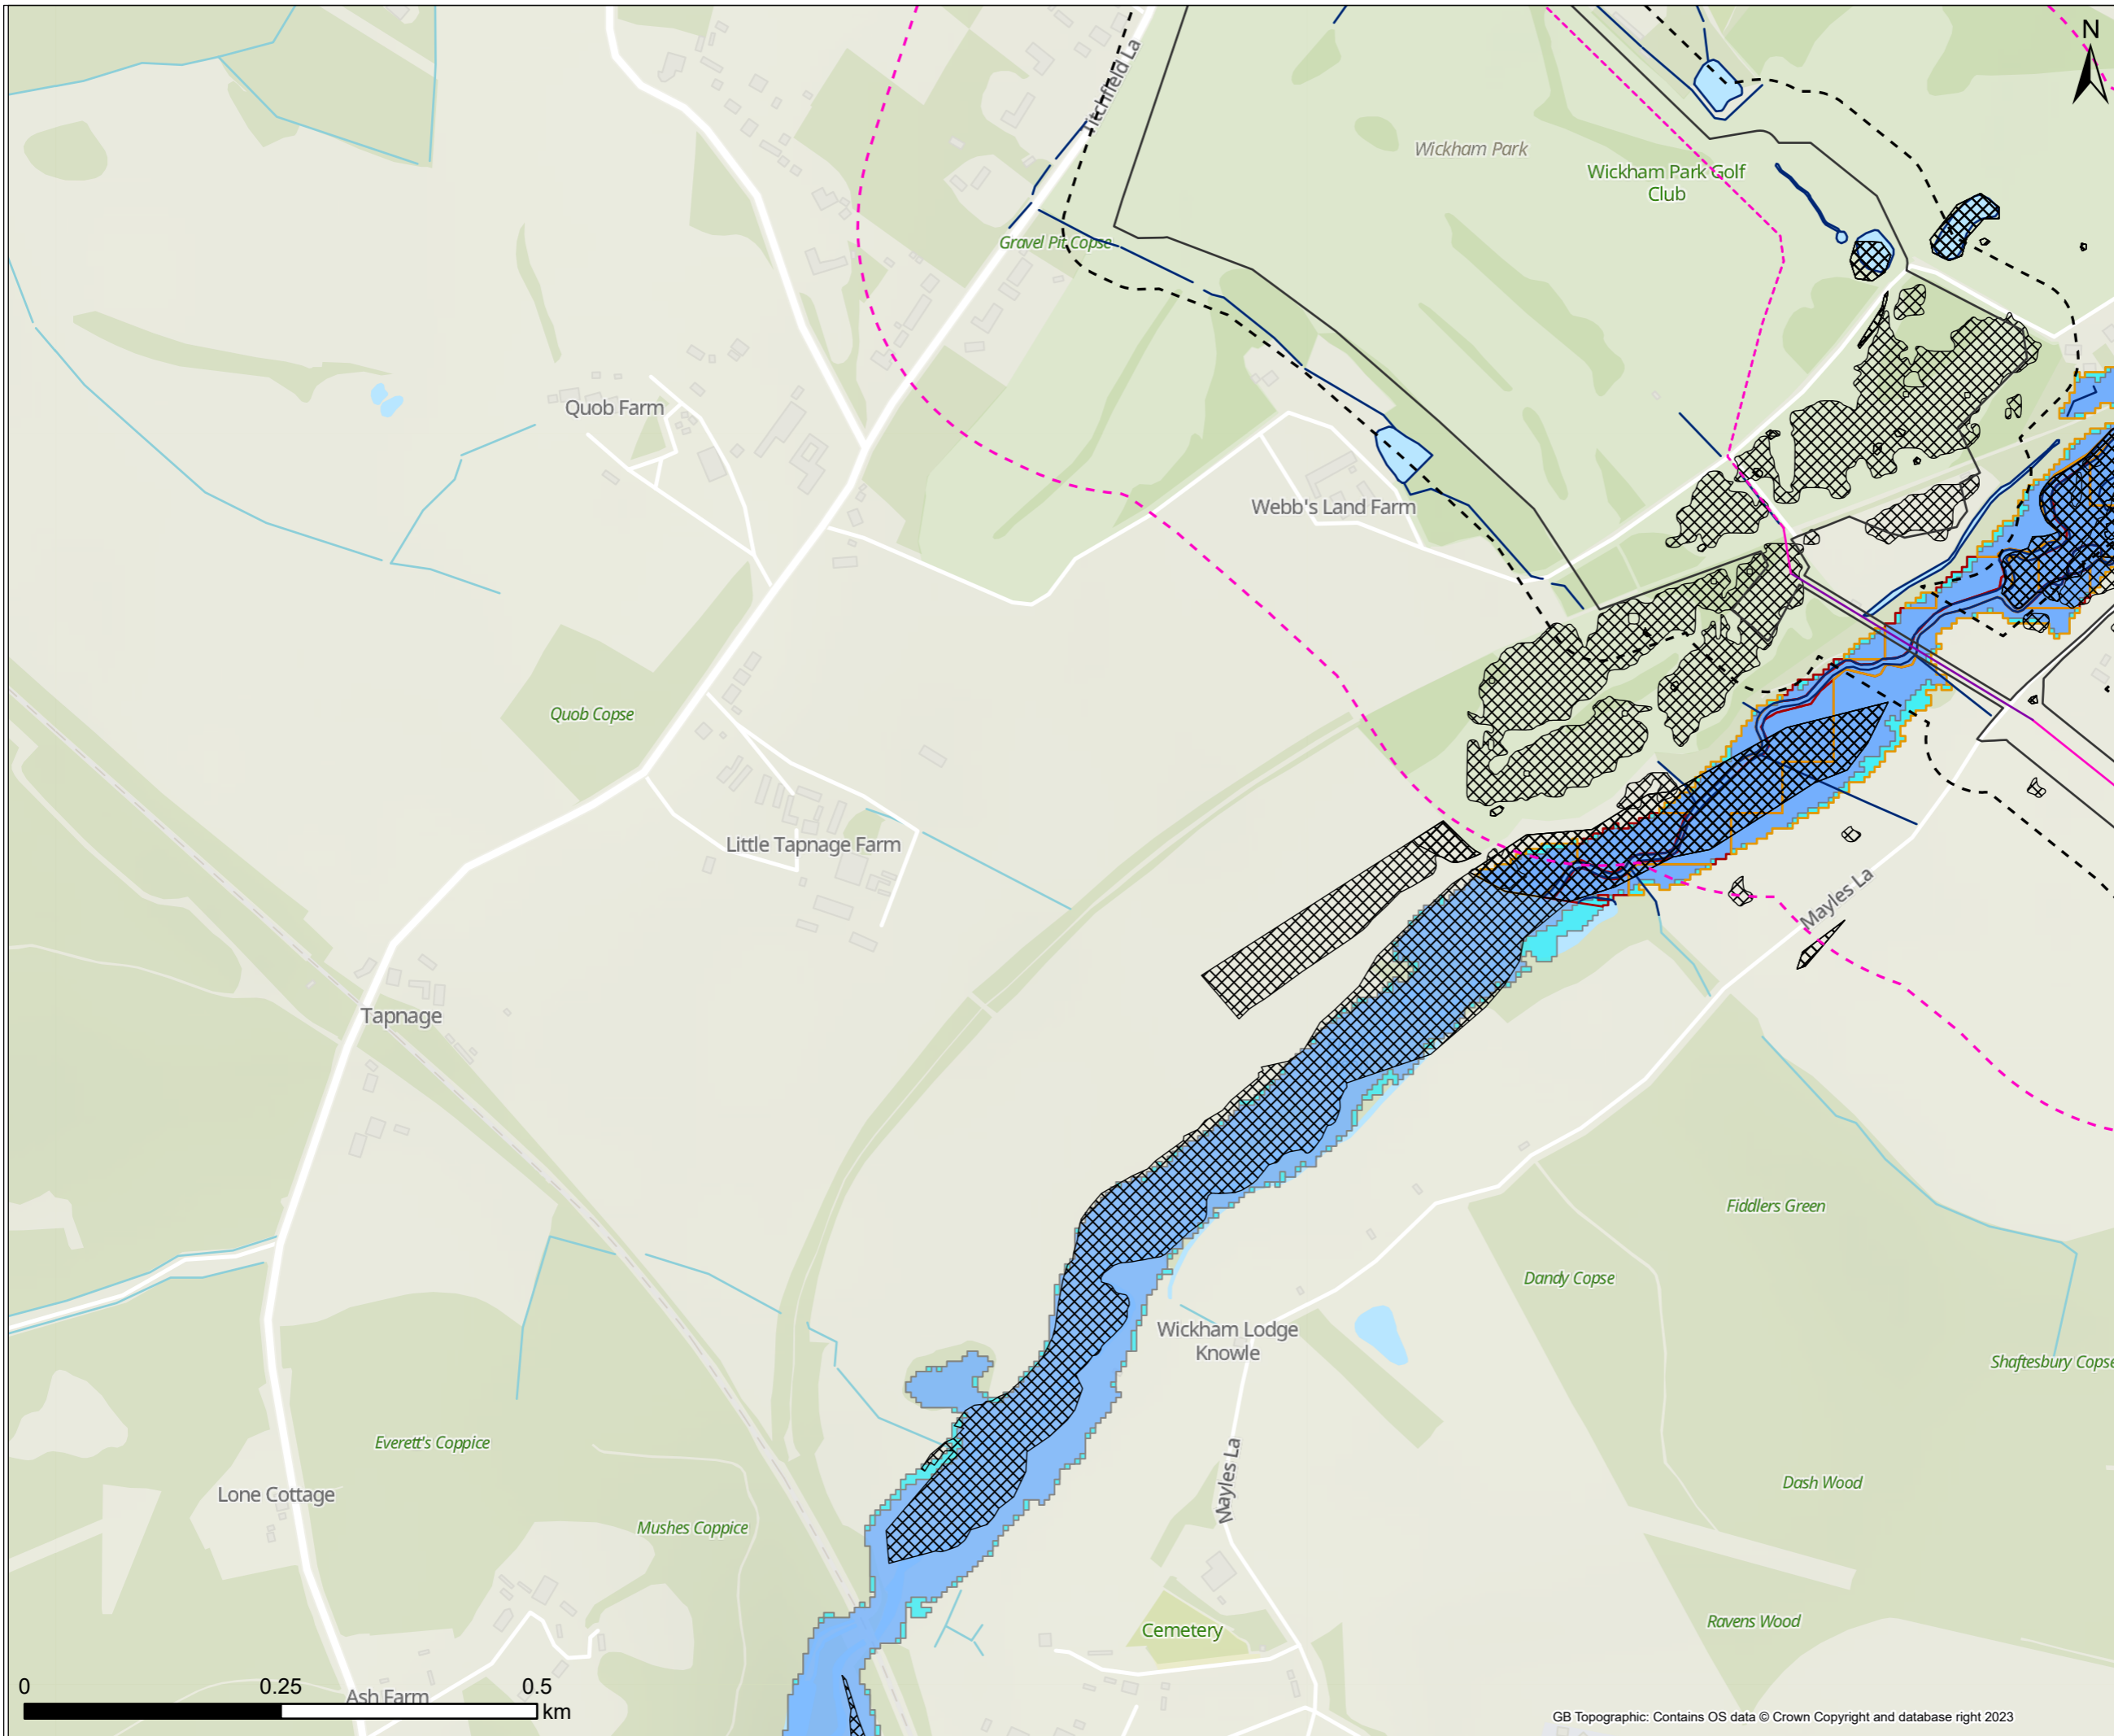 N
Titchfield La
Wickham Park
Wickham Park Golf
Club
Gravel Pit Copse
Quob Farm
Webb's Land Farm
Quob Copse
Little Tapnage Farm
Mayles La
Tapnage
Fiddlers Green
Dandy Copse
Wickham Lodge
Knowle
Shaftesbury Copse
Everett's Coppice
Mayles La
Dash Wood
Lone Cottage
Mushes Coppice
Ravens Wood
Cemetery
0 0.25 0.5
km
Ash Farm
GB Topographic: Contains OS data © Crown Copyright and database right 2023